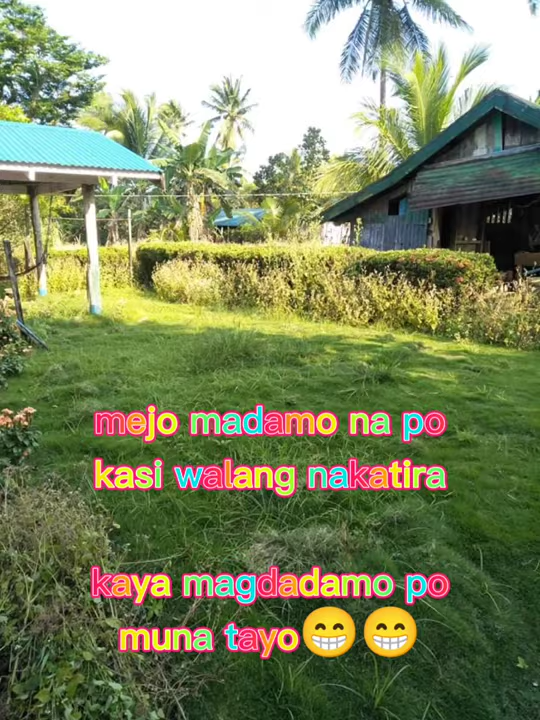 mejo madamo na po
kasi walang nakatira
kaya magdadamo po
muna tayo😁😁